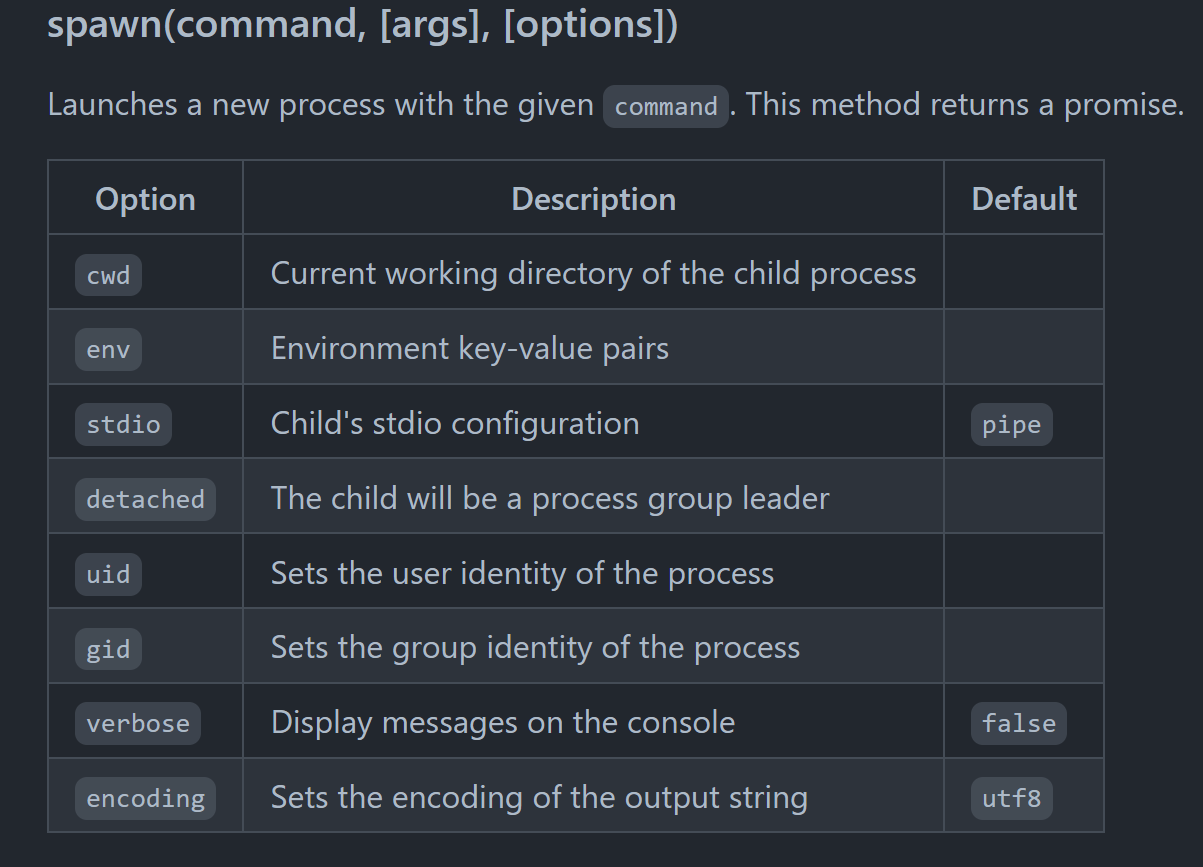 spawn(command, [args], [options])
Launches a new process with the given command. This method returns a promise.
Option Description Default
cwd Current working directory of the child process
env Environment key-value pairs
stdio Child's stdio configuration pipe
detached The child will be a process group leader
uid Sets the user identity of the process
gid Sets the group identity of the process
verbose Display messages on the console false
encoding Sets the encoding of the output string utf8